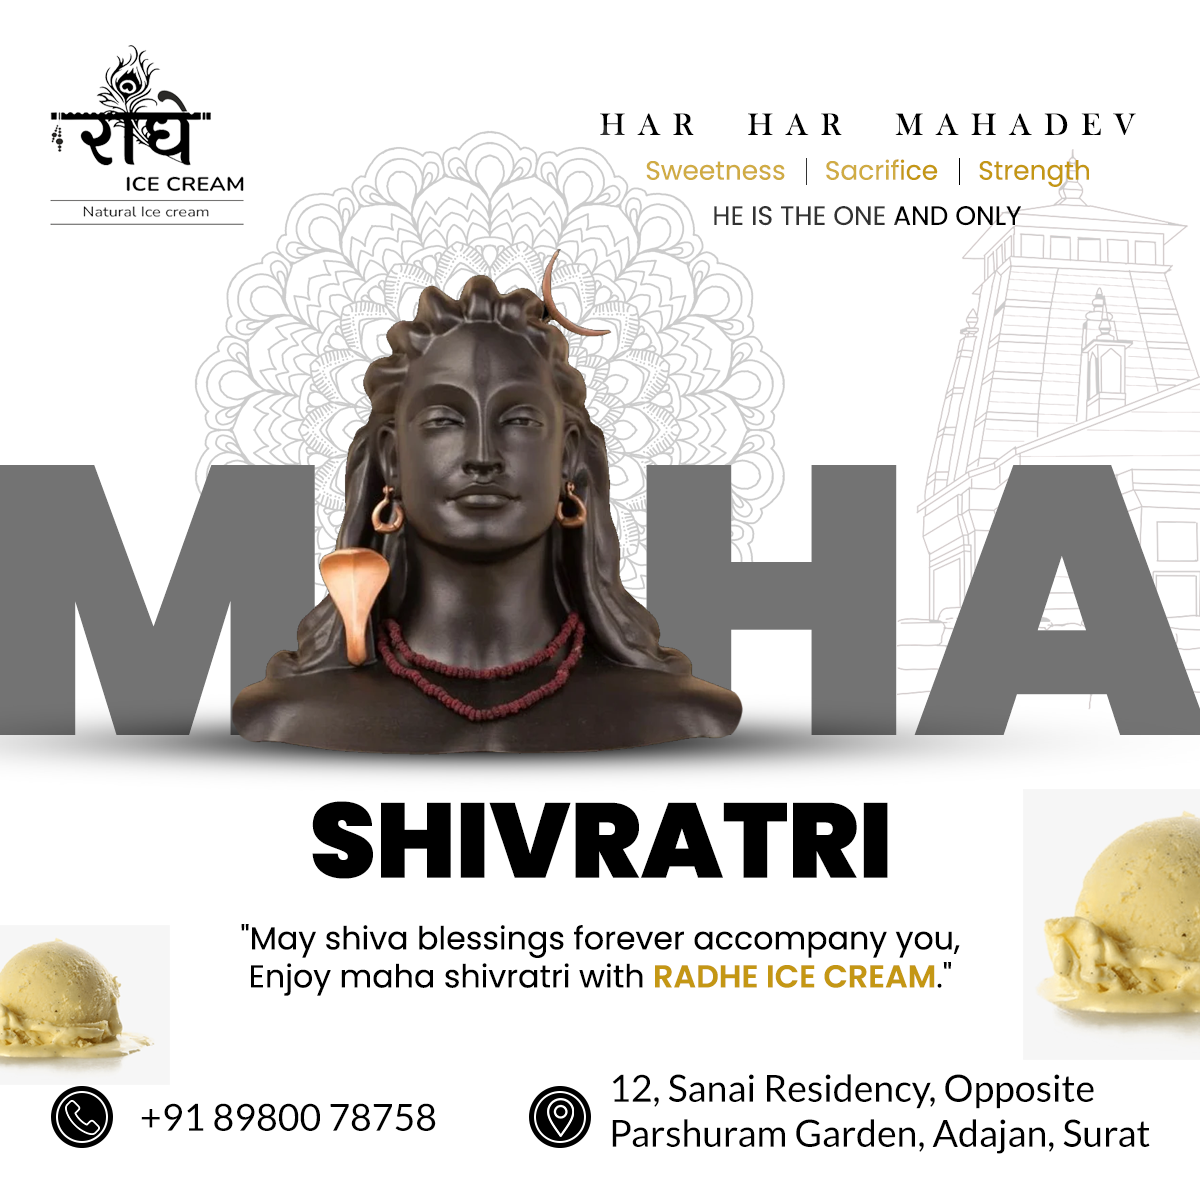 राधे
ICE CREAM
Natural Ice cream
HAR HAR MAHADEV
Sweetness | Sacrifice | Strength
HE IS THE ONE AND ONLY
MAHA
SHIVRATRI
"May shiva blessings forever accompany you,
Enjoy maha shivratri with RADHE ICE CREAM."
+91 89800 78758
12, Sanai Residency, Opposite
Parshuram Garden, Adajan, Surat